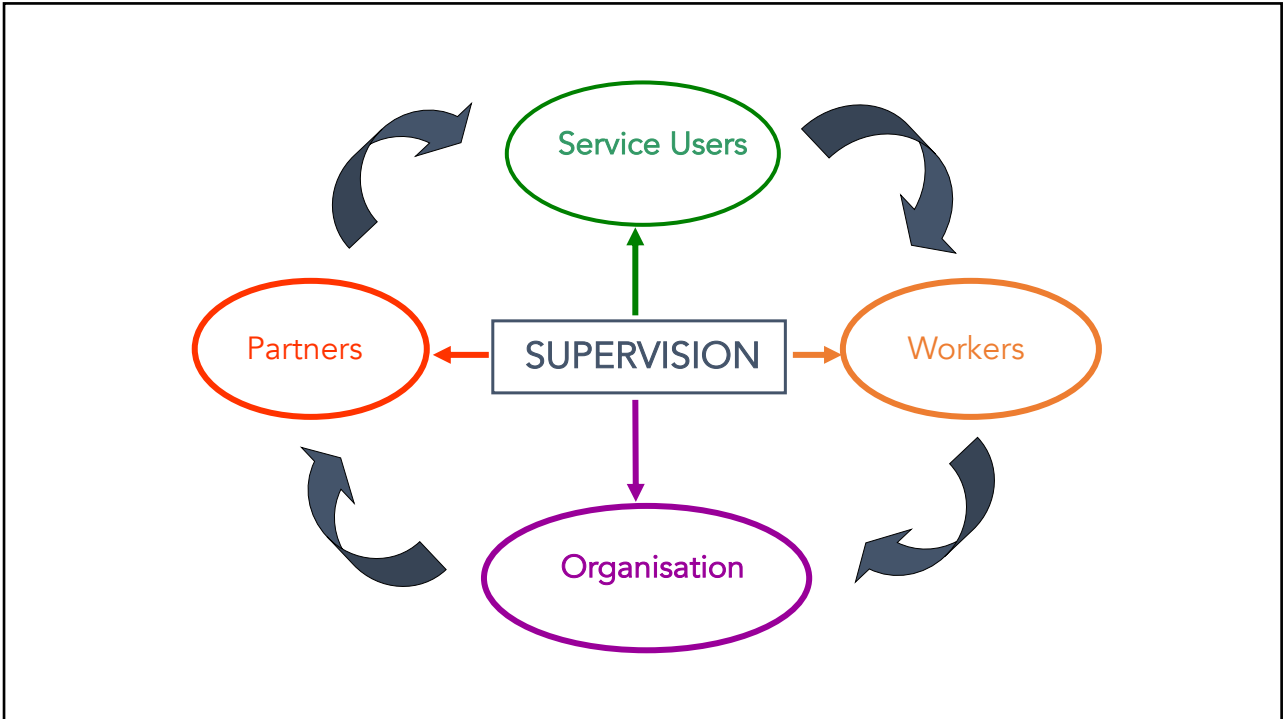 Service Users
Partners
SUPERVISION
Workers
Organisation